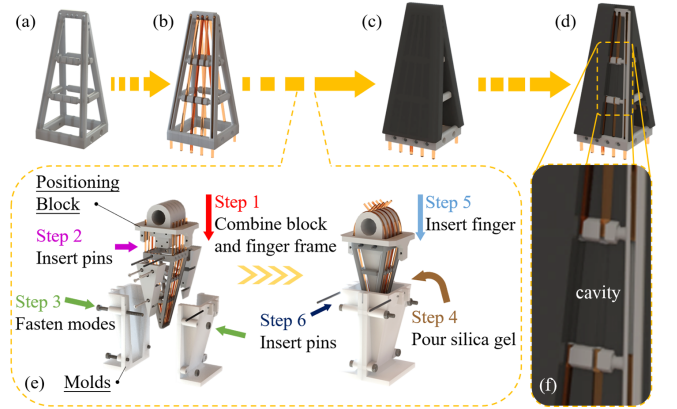 (a)
(b)
(c)
(d)
Positioning
Block
Step 1
Combine block
and finger frame
Step 2
Insert pins
Step 3
Fasten modes
Molds
(e)
Step 5
Insert finger
Step 4
Pour silica gel
Step 6
Insert pins
cavity
(f)